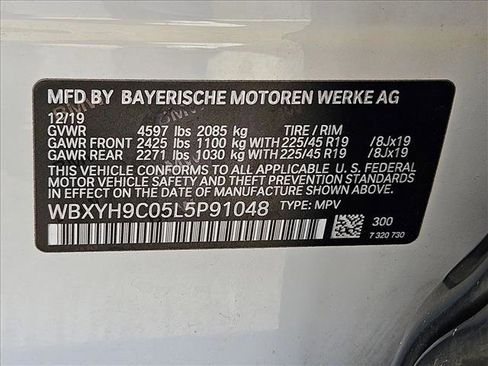 MFD BY BAYERISCHE MOTOREN WERKE AG
12/19
GVWR 4597 lbs 2085 kg TIRE / RIM
GAWR FRONT 2425 lbs 1100 kg WITH 225/45 R19 /8Jx19
GAWR REAR 2271 lbs 1030 kg WITH 225/45 R19 /8Jx19
THIS VEHICLE CONFORMS TO ALL APPLICABLE U.S. FEDERAL
MOTOR VEHICLE SAFETY, BUMPER, AND THEFT PREVENTION STANDARDS
IN EFFECT ON THE DATE OF MANUFACTURE SHOWN ABOVE.
WBXYH9C05L5P91048 TYPE: MPV
300
7 320 730